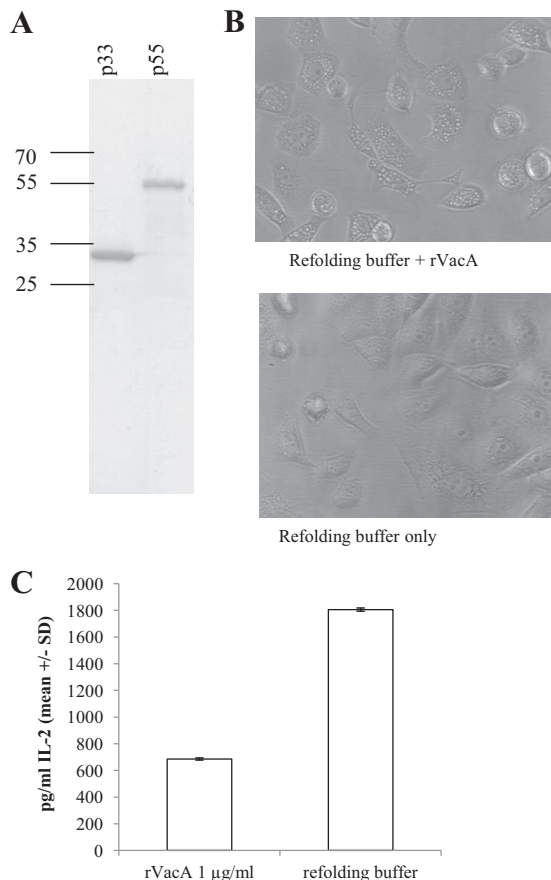 A
p33 p55
70
55
35
25
B
Refolding buffer + rVacA
Refolding buffer only
C
pg/ml IL-2 (mean +/- SD)
2000
1800
1600
1400
1200
1000
800
600
400
200
0
rVacA 1 µg/ml refolding buffer